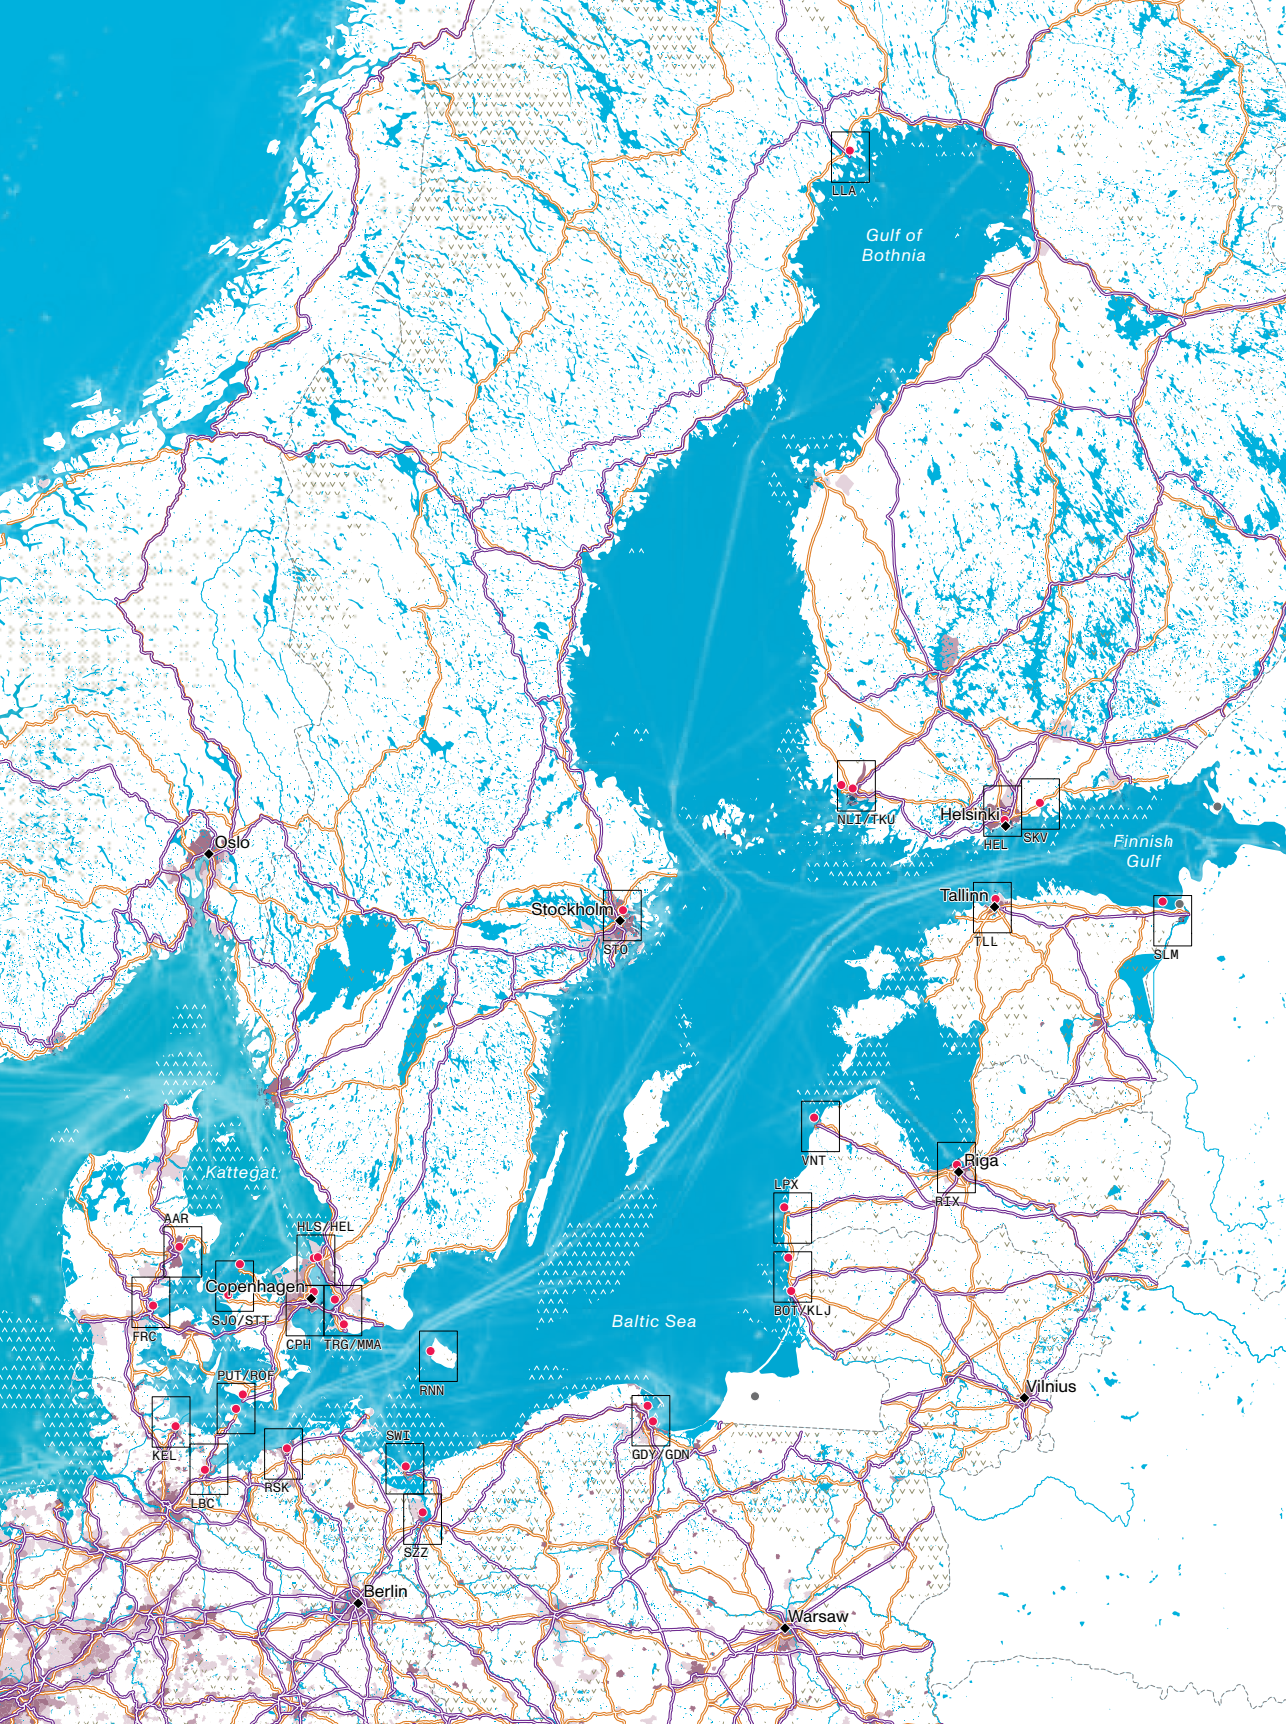 LLA
Gulf of
Bothnia
NLI/TKU
Helsinki
HEL
SKV
Finnish
Gulf
Oslo
Stockholm
STO
Tallinn
TLL
SLM
VNT
Riga
RIX
LPX
Kattegat
AAR
HLS/HEL
Copenhagen
SJO/STT
FRC
CPH
TRG/MMA
BOT/KLJ
Baltic Sea
RNN
PUT/ROF
Vilnius
KEL
SWI
GDY/GDN
RSK
LBC
SZZ
Berlin
Warsaw